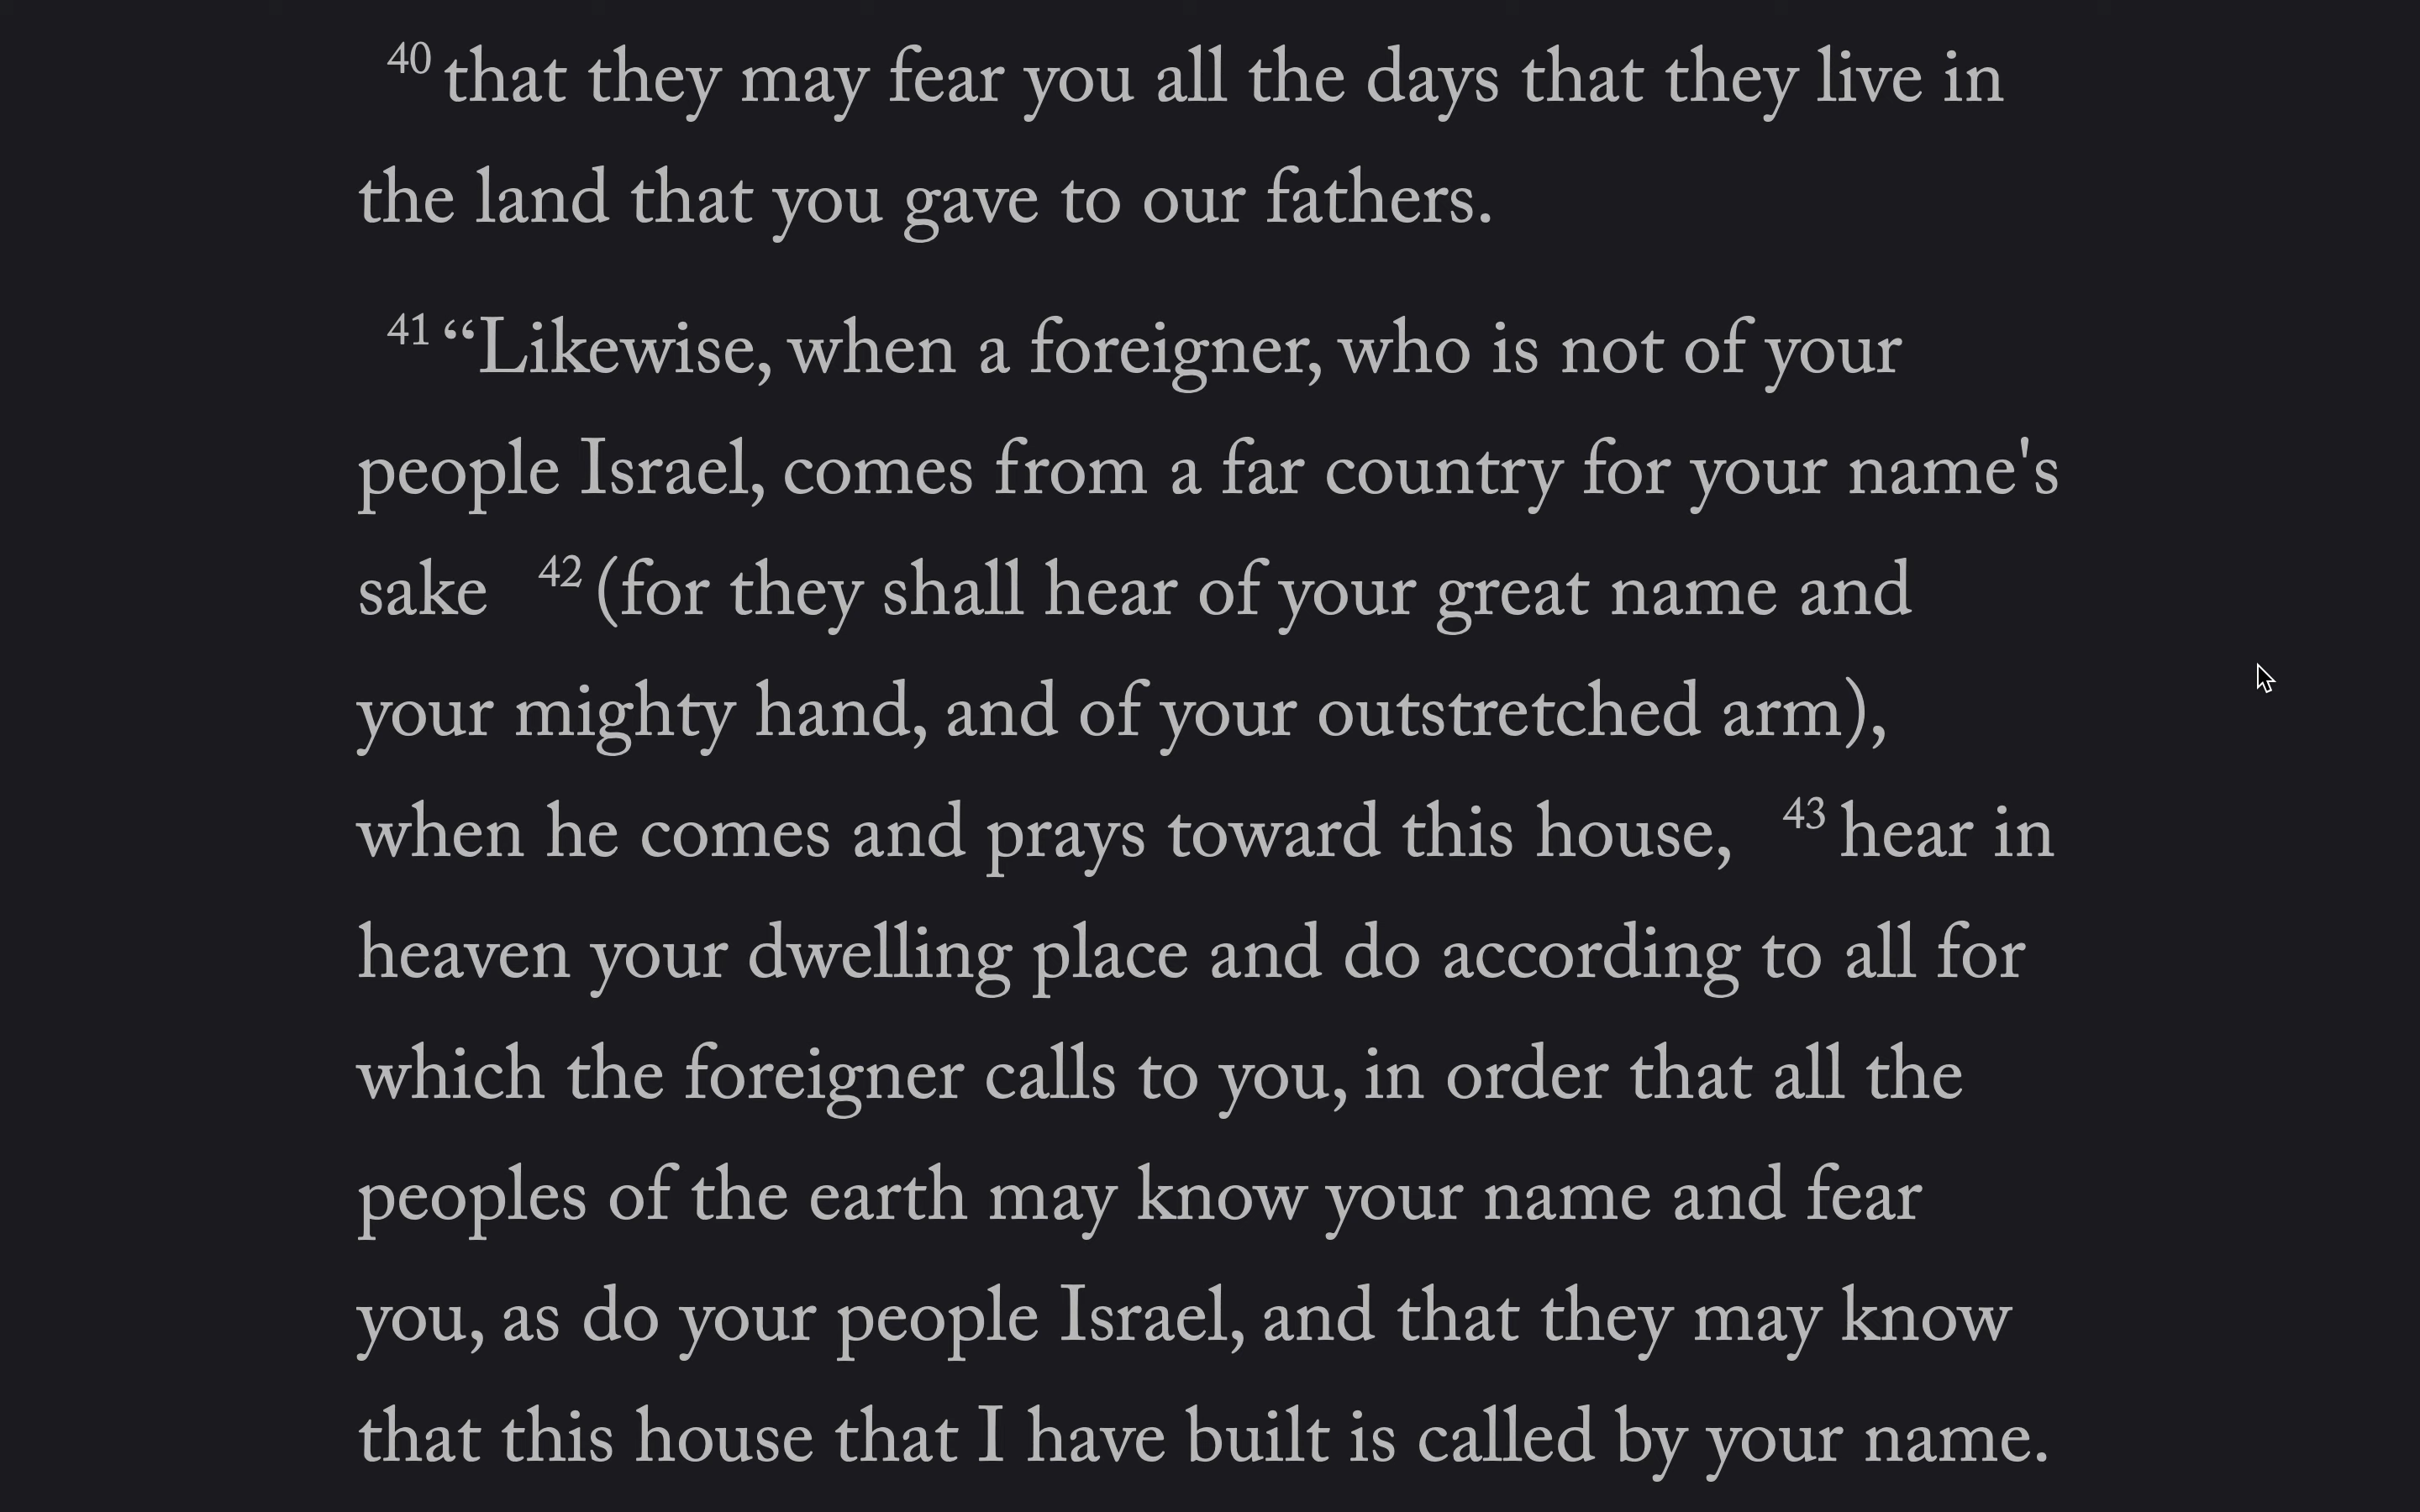 40 that they may fear you all the days that they live in
the land that you gave to our fathers.
41 “Likewise, when a foreigner, who is not of your
people Israel, comes from a far country for your name's
sake 42 (for they shall hear of your great name and
your mighty hand, and of your outstretched arm),
when he comes and prays toward this house, 43 hear in
heaven your dwelling place and do according to all for
which the foreigner calls to you, in order that all the
peoples of the earth may know your name and fear
you, as do your people Israel, and that they may know
that this house that I have built is called by your name.